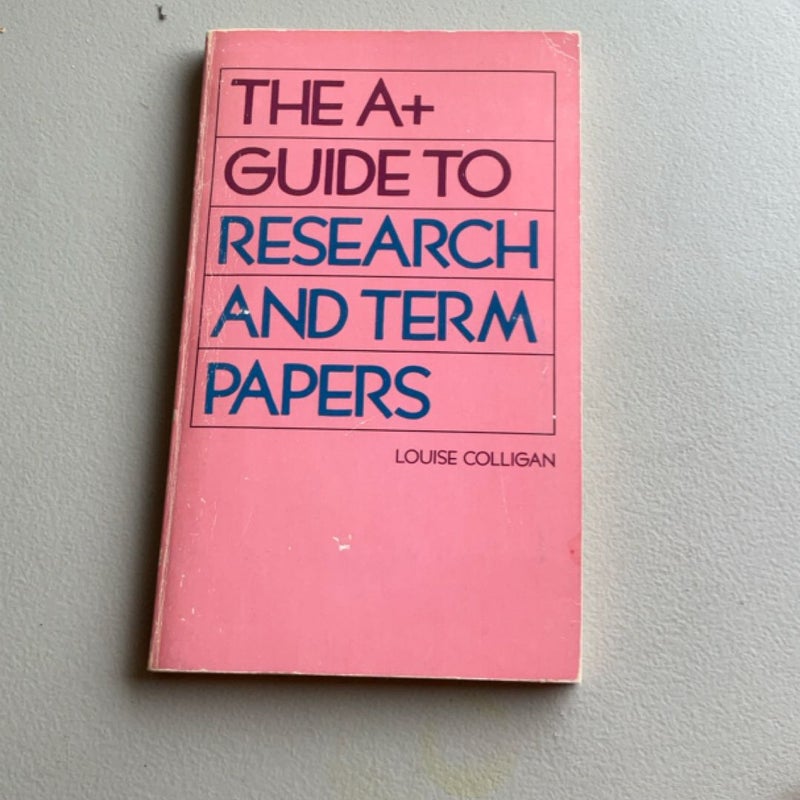 THE A+
GUIDE TO
RESEARCH
AND TERM
PAPERS
LOUISE COLLIGAN